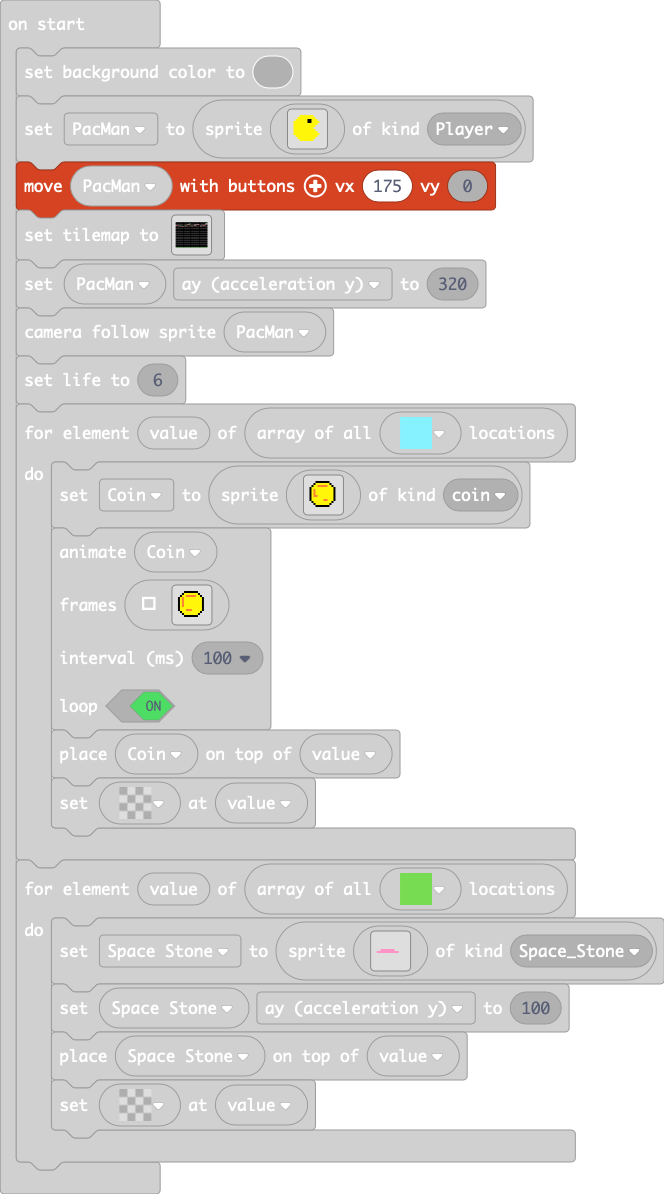 on start
set background color to
set PacMan to sprite of kind Player
move PacMan with buttons vx 175 vy 0
set tilemap to
set PacMan ay (acceleration y) to 320
camera follow sprite PacMan
set life to 6
for element value of array of all locations
do
set Coin to sprite of kind coin
animate Coin
frames
interval (ms) 100
loop ON
place Coin on top of value
set at value
for element value of array of all locations
do
set Space Stone to sprite of kind Space_Stone
set Space Stone ay (acceleration y) to 100
place Space Stone on top of value
set at value